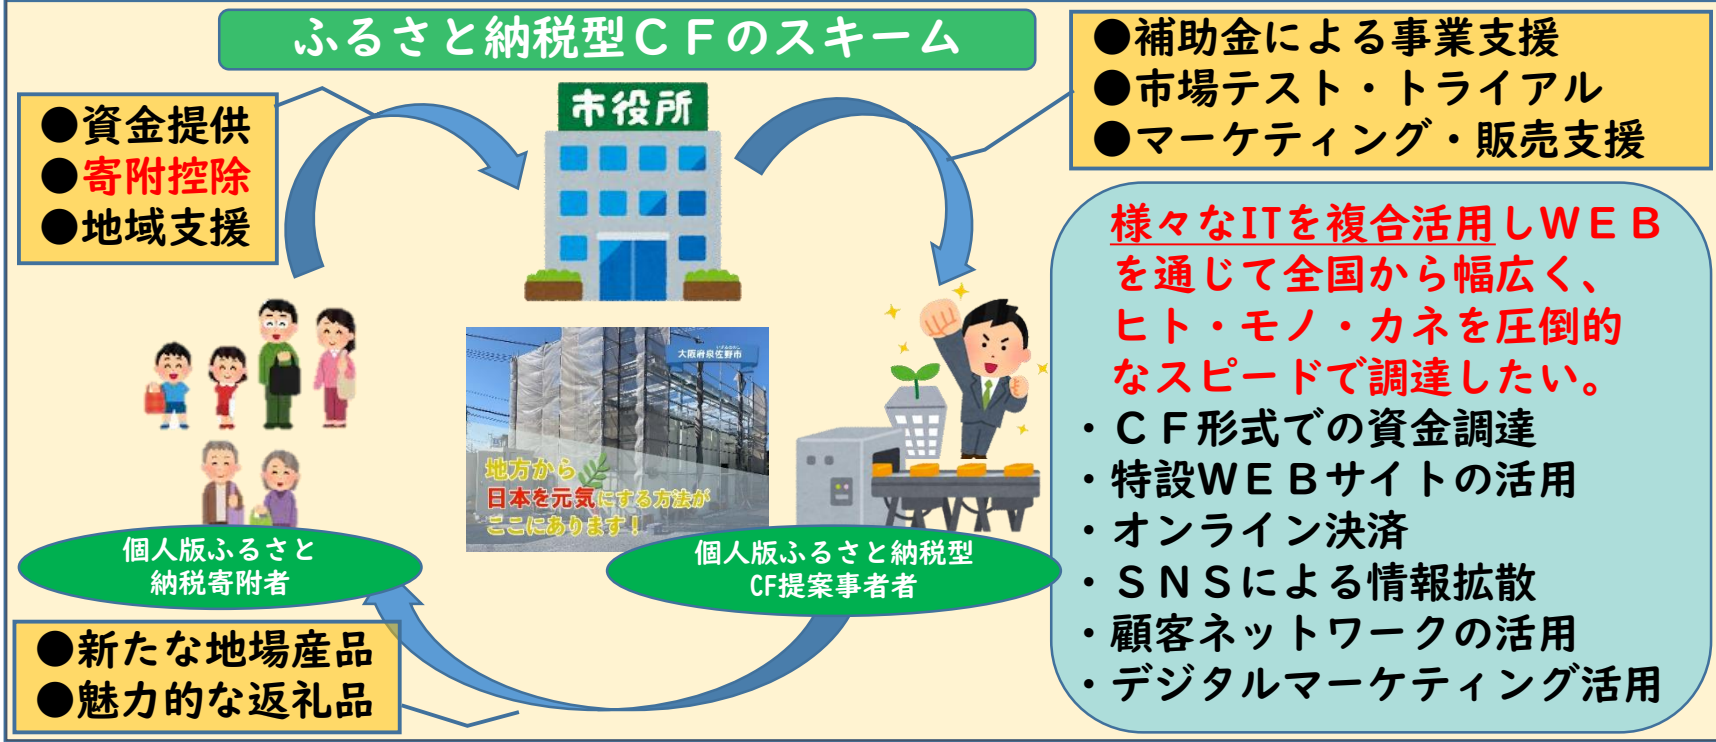 ふるさと納税型ＣＦのスキーム
●資金提供
●寄附控除
●地域支援
市役所
●補助金による事業支援
●市場テスト・トライアル
●マーケティング・販売支援
様々なITを複合活用しＷＥＢ
を通じて全国から幅広く、
ヒト・モノ・カネを圧倒的
なスピードで調達したい。
・ＣＦ形式での資金調達
・特設ＷＥＢサイトの活用
・オンライン決済
・ＳＮＳによる情報拡散
・顧客ネットワークの活用
・デジタルマーケティング活用
大阪府泉佐野市
地方から
日本を元気にする方法が
ここにあります！
個人版ふるさと
納税寄附者
個人版ふるさと納税型
CF提案事者者
●新たな地場産品
●魅力的な返礼品